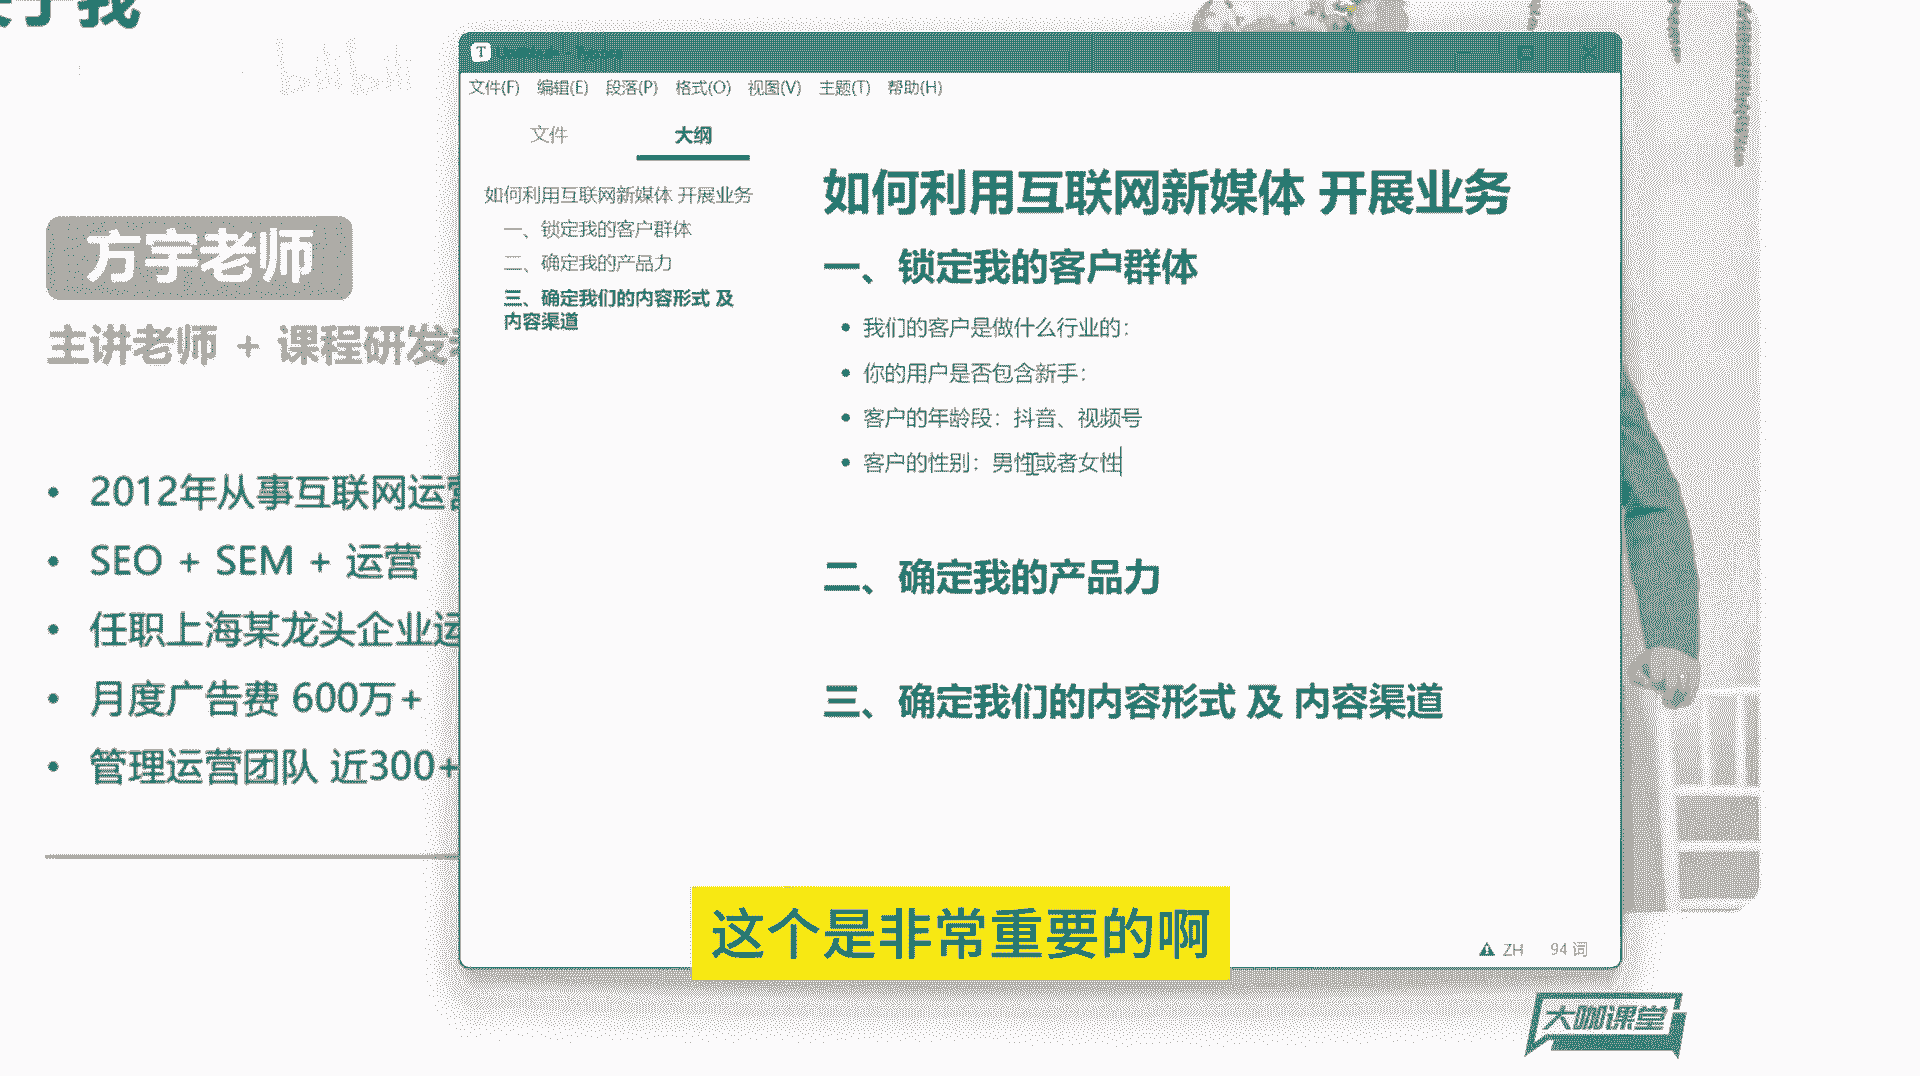 于我
bilibili
方宇老师
主讲老师 + 课程研发
2012年从事互联网运营
SEO + SEM + 运营
任职上海某龙头企业运
月度广告费 600万+
管理运营团队 近300+
T
文件(F) 编辑(E) 段落(P) 格式(O) 视图(V) 主题(T) 帮助(H)
文件 大纲
如何利用互联网新媒体 开展业务
一、锁定我的客户群体
二、确定我的产品力
三、确定我们的内容形式 及
内容渠道
如何利用互联网新媒体 开展业务
一、锁定我的客户群体
我们的客户是做什么行业的：
你的用户是否包含新手：
客户的年龄段：抖音、视频号
客户的性别：男性或者女性
二、确定我的产品力
三、确定我们的内容形式 及 内容渠道
这个是非常重要的啊
ZH 94 词
大咖课堂